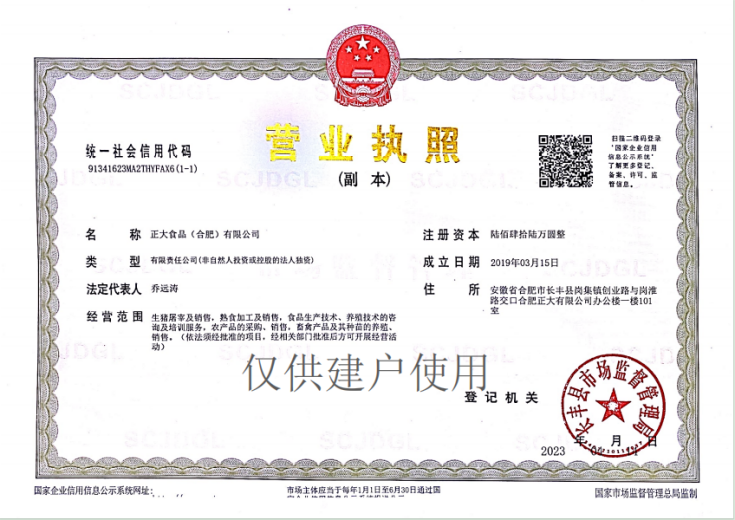 营业执照
(副 本)
统一社会信用代码
91341623MA2THYFAX6(1-1)
扫描二维码登录
‘国家企业信用
信息公示系统’
了解更多登记、
备案、许可、监
管信息。
名 称 正大食品（合肥）有限公司
类 型 有限责任公司(非自然人投资或控股的法人独资)
法定代表人 乔远涛
经营范围 生猪屠宰及销售，熟食加工及销售，食品生产技术、养殖技术的咨
询及培训服务，农产品的采购、销售，畜禽产品及其种苗的养殖、
销售。（依法须经批准的项目，经相关部门批准后方可开展经营活
动）
注册资本 陆佰肆拾陆万圆整
成立日期 2019年03月15日
住 所 安徽省合肥市长丰县岗集镇创业路与岗淮
路交口合肥正大有限公司办公楼一楼101
室
仅供建户使用
登记机关
长丰县市场监督管理局
2023 年 月 日
国家企业信用信息公示系统网址:
市场主体应当于每年1月1日至6月30日通过国
国家市场监督管理总局监制
SCJDGL